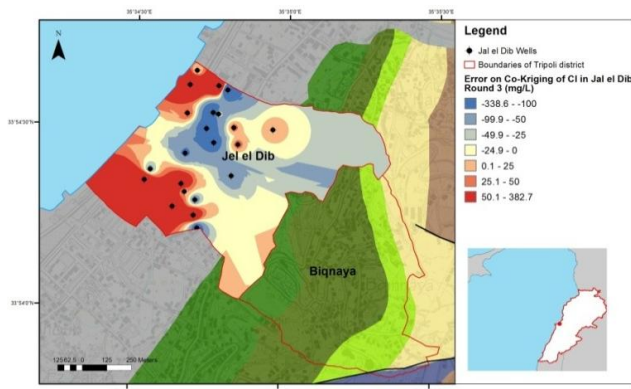 35°54'30"E
35°55'0"E
35°55'30"E
N
33°54'30"N
33°54'0"N
Jel el Dib
Biqnaya
125 62.5 0 125 250 Meters
Legend
Jal el Dib Wells
Boundaries of Tripoli district
Error on Co-Kriging of Cl in Jal el Dib
Round 3 (mg/L)
-338.6 - -100
-99.9 - -50
-49.9 - -25
-24.9 - 0
0.1 - 25
25.1 - 50
50.1 - 382.7